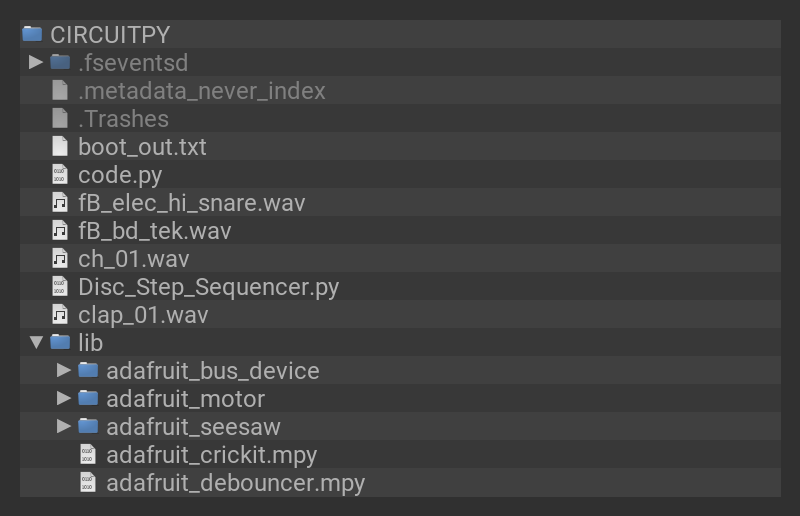 CIRCUITPY
.fseventsd
.metadata_never_index
.Trashes
boot_out.txt
code.py
fB_elec_hi_snare.wav
fB_bd_tek.wav
ch_01.wav
Disc_Step_Sequencer.py
clap_01.wav
lib
adafruit_bus_device
adafruit_motor
adafruit_seesaw
adafruit_crickit.mpy
adafruit_debouncer.mpy